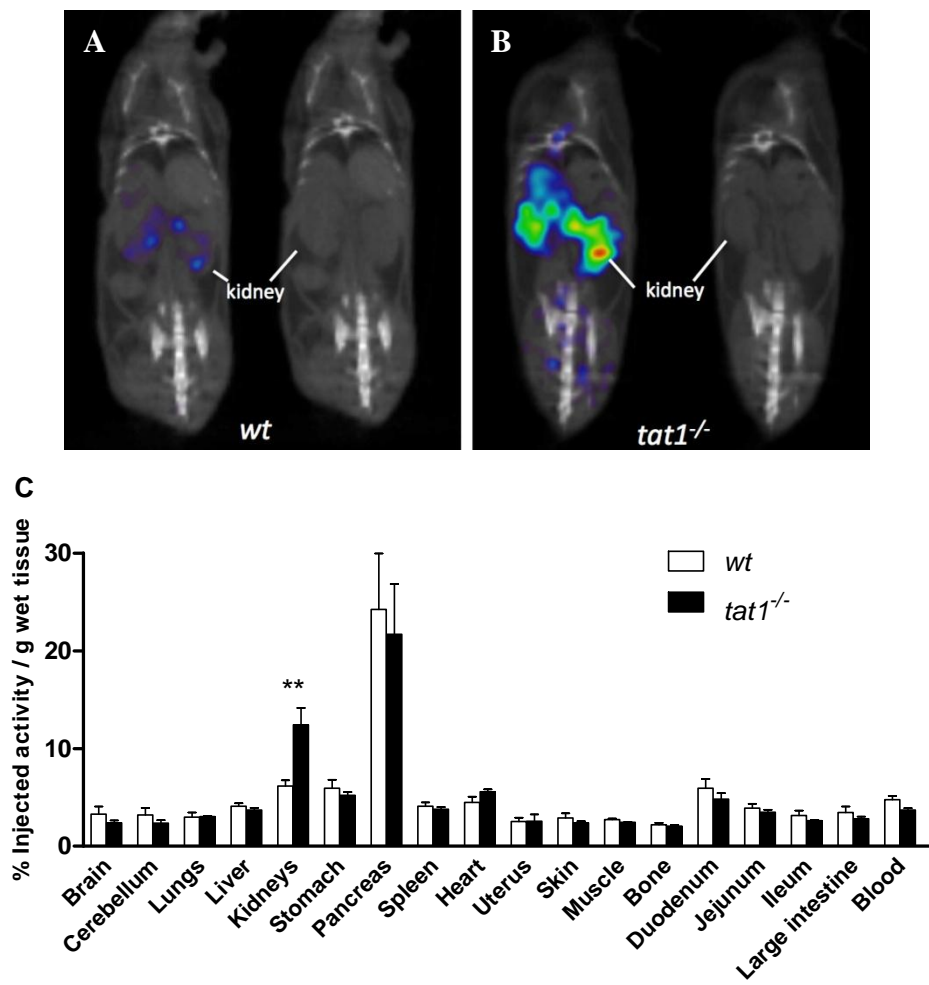 A
B
kidney
kidney
wt
tat1-/-
C
% Injected activity / g wet tissue
30
20
10
0
**
wt
tat1-/-
Brain
Cerebellum
Lungs
Liver
Kidneys
Stomach
Pancreas
Spleen
Heart
Uterus
Skin
Muscle
Bone
Duodenum
Jejunum
Ileum
Large intestine
Blood